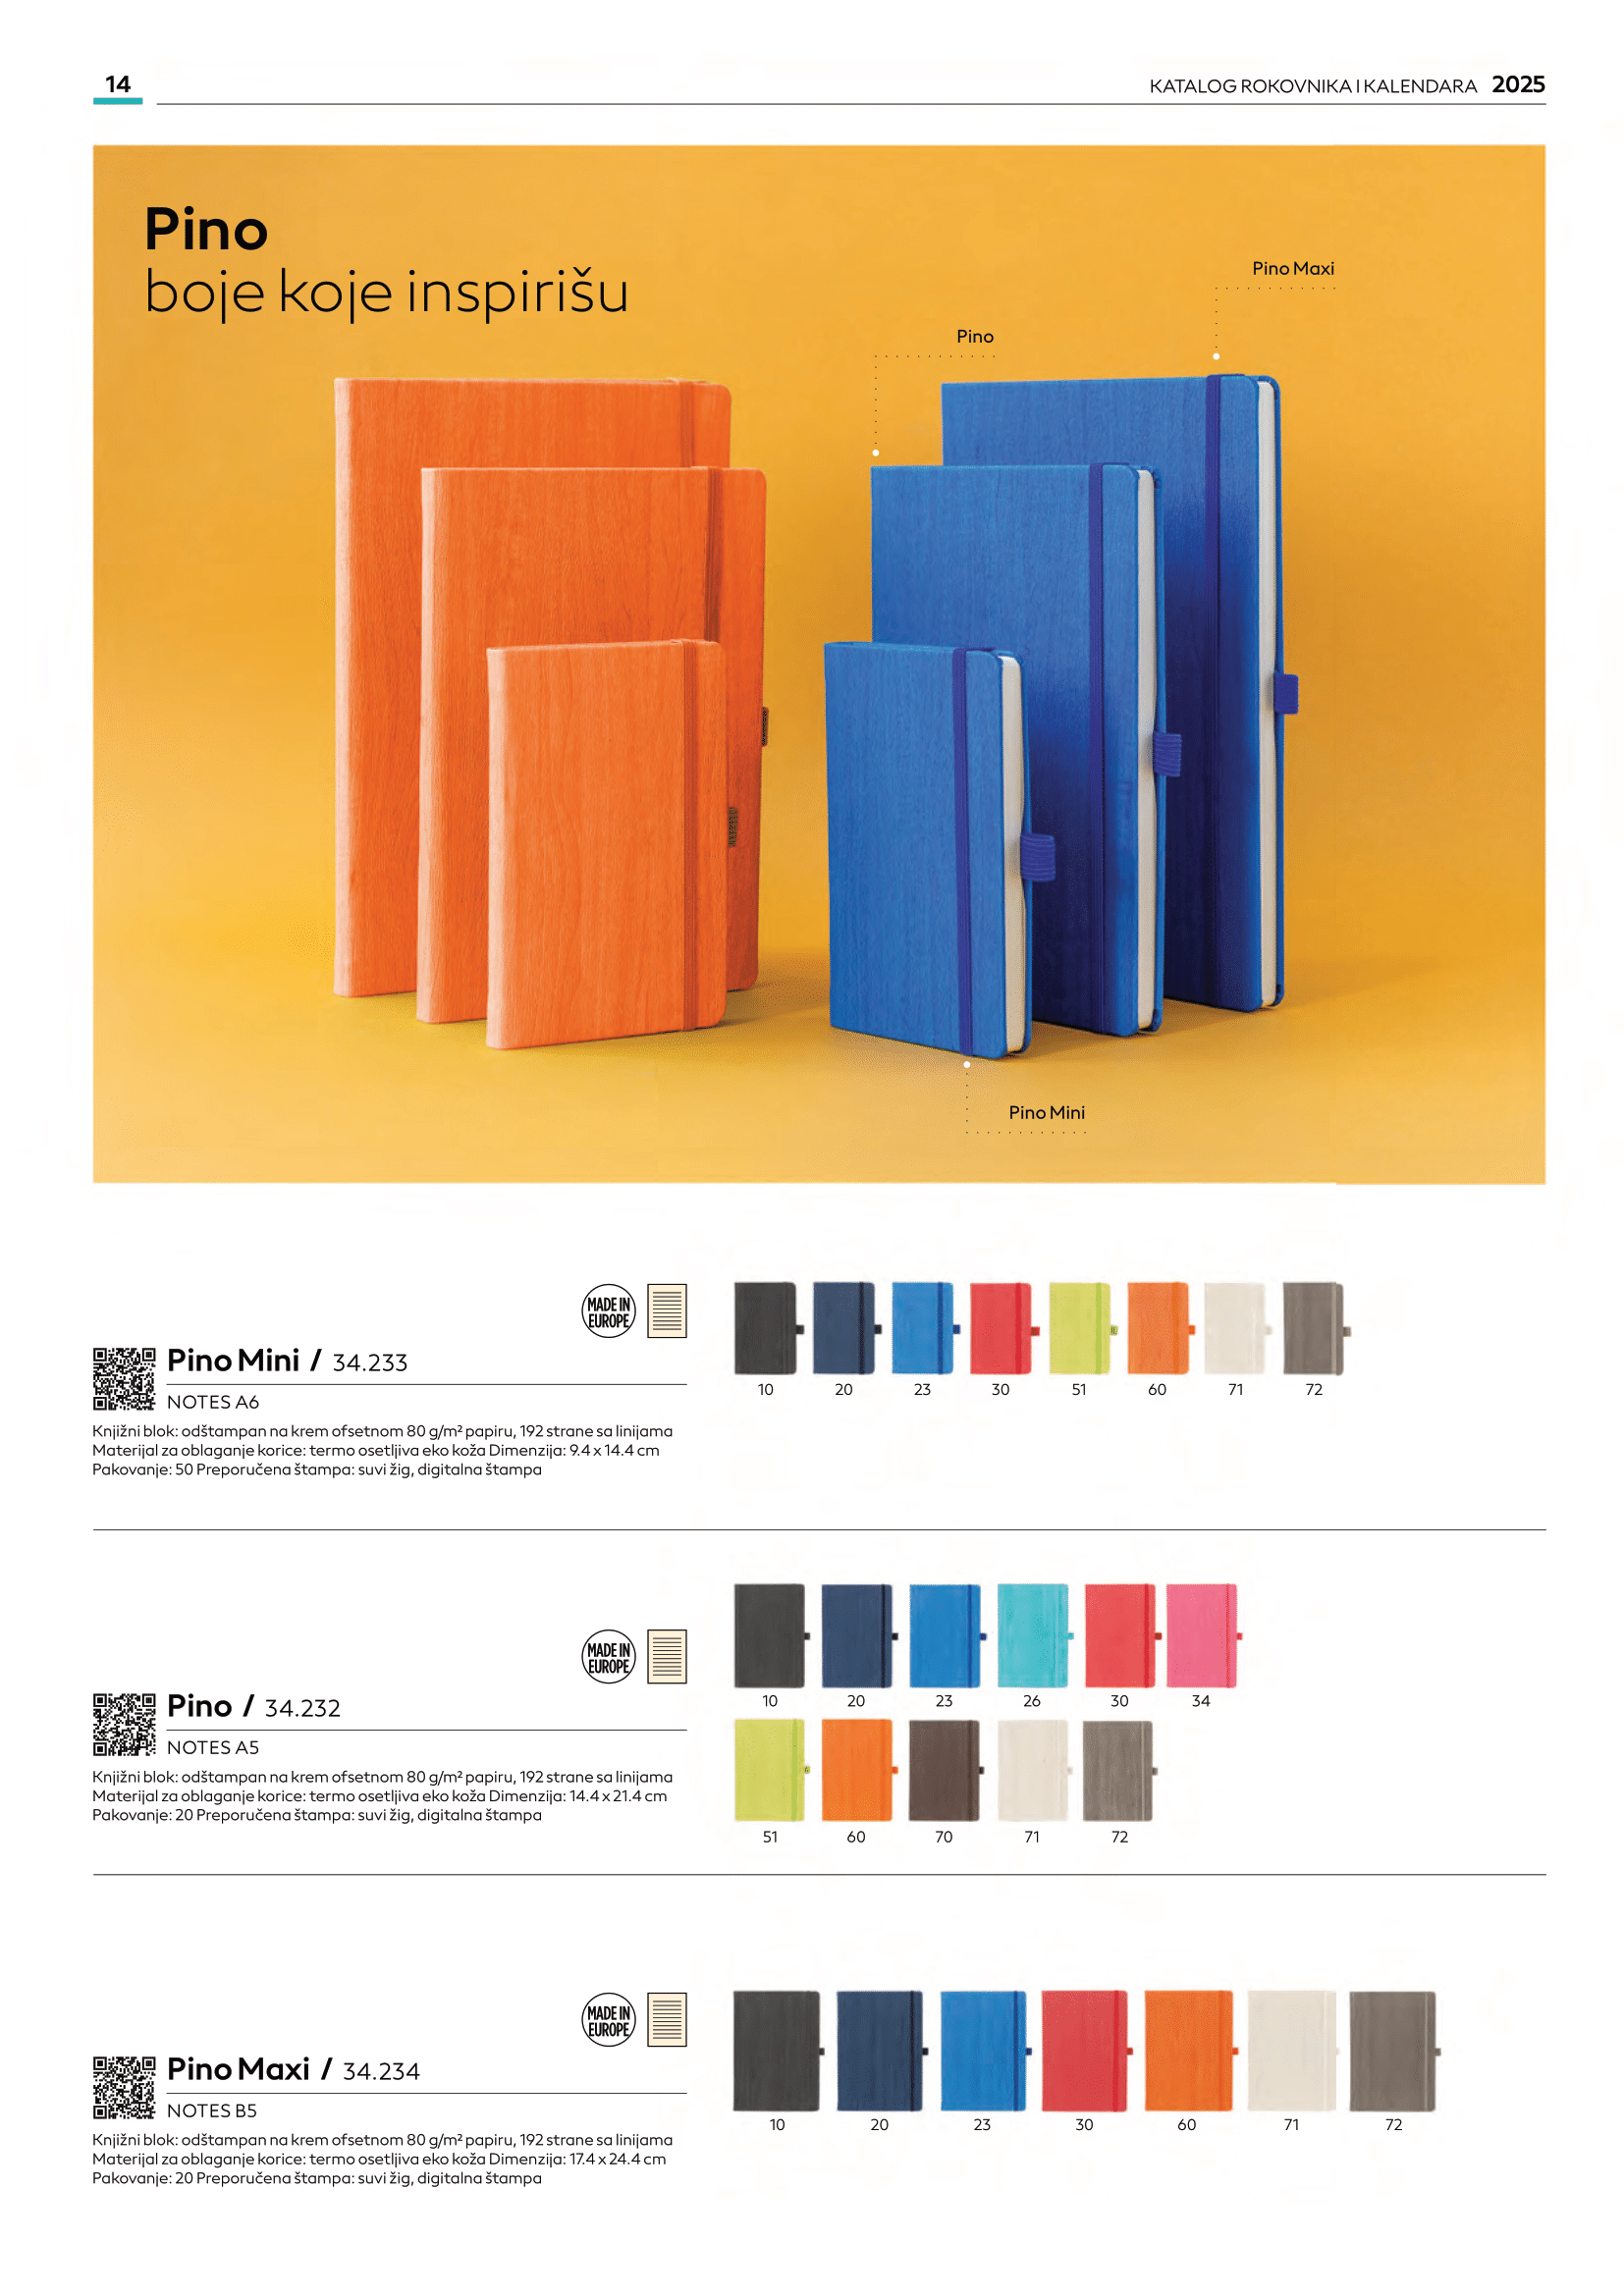 14
KATALOG ROKOVNIKA I KALENDARA 2025
Pino
boje koje inspirišu
Pino Maxi
Pino
Pino Mini
MADE IN
EUROPE
Pino Mini / 34.233
NOTES A6
Knjižni blok: odštampan na krem ofsetnom 80 g/m² papiru, 192 strane sa linijama
Materijal za oblaganje korice: termo osetljiva eko koža Dimenzija: 9.4 x 14.4 cm
Pakovanje: 50 Preporučena štampa: suvi žig, digitalna štampa
10 20 23 30 51 60 71 72
MADE IN
EUROPE
Pino / 34.232
NOTES A5
Knjižni blok: odštampan na krem ofsetnom 80 g/m² papiru, 192 strane sa linijama
Materijal za oblaganje korice: termo osetljiva eko koža Dimenzija: 14.4 x 21.4 cm
Pakovanje: 20 Preporučena štampa: suvi žig, digitalna štampa
10 20 23 26 30 34
51 60 70 71 72
MADE IN
EUROPE
Pino Maxi / 34.234
NOTES B5
Knjižni blok: odštampan na krem ofsetnom 80 g/m² papiru, 192 strane sa linijama
Materijal za oblaganje korice: termo osetljiva eko koža Dimenzija: 17.4 x 24.4 cm
Pakovanje: 20 Preporučena štampa: suvi žig, digitalna štampa
10 20 23 30 60 71 72